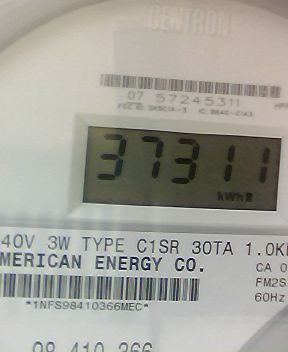 CENTRON
07 57245311
37311
kWh
40V 3W TYPE C1SR 30TA 1.0K
MERICAN ENERGY CO.
CA 0
FM2S
*1NFS98410366MEC*
60Hz
98 410 366